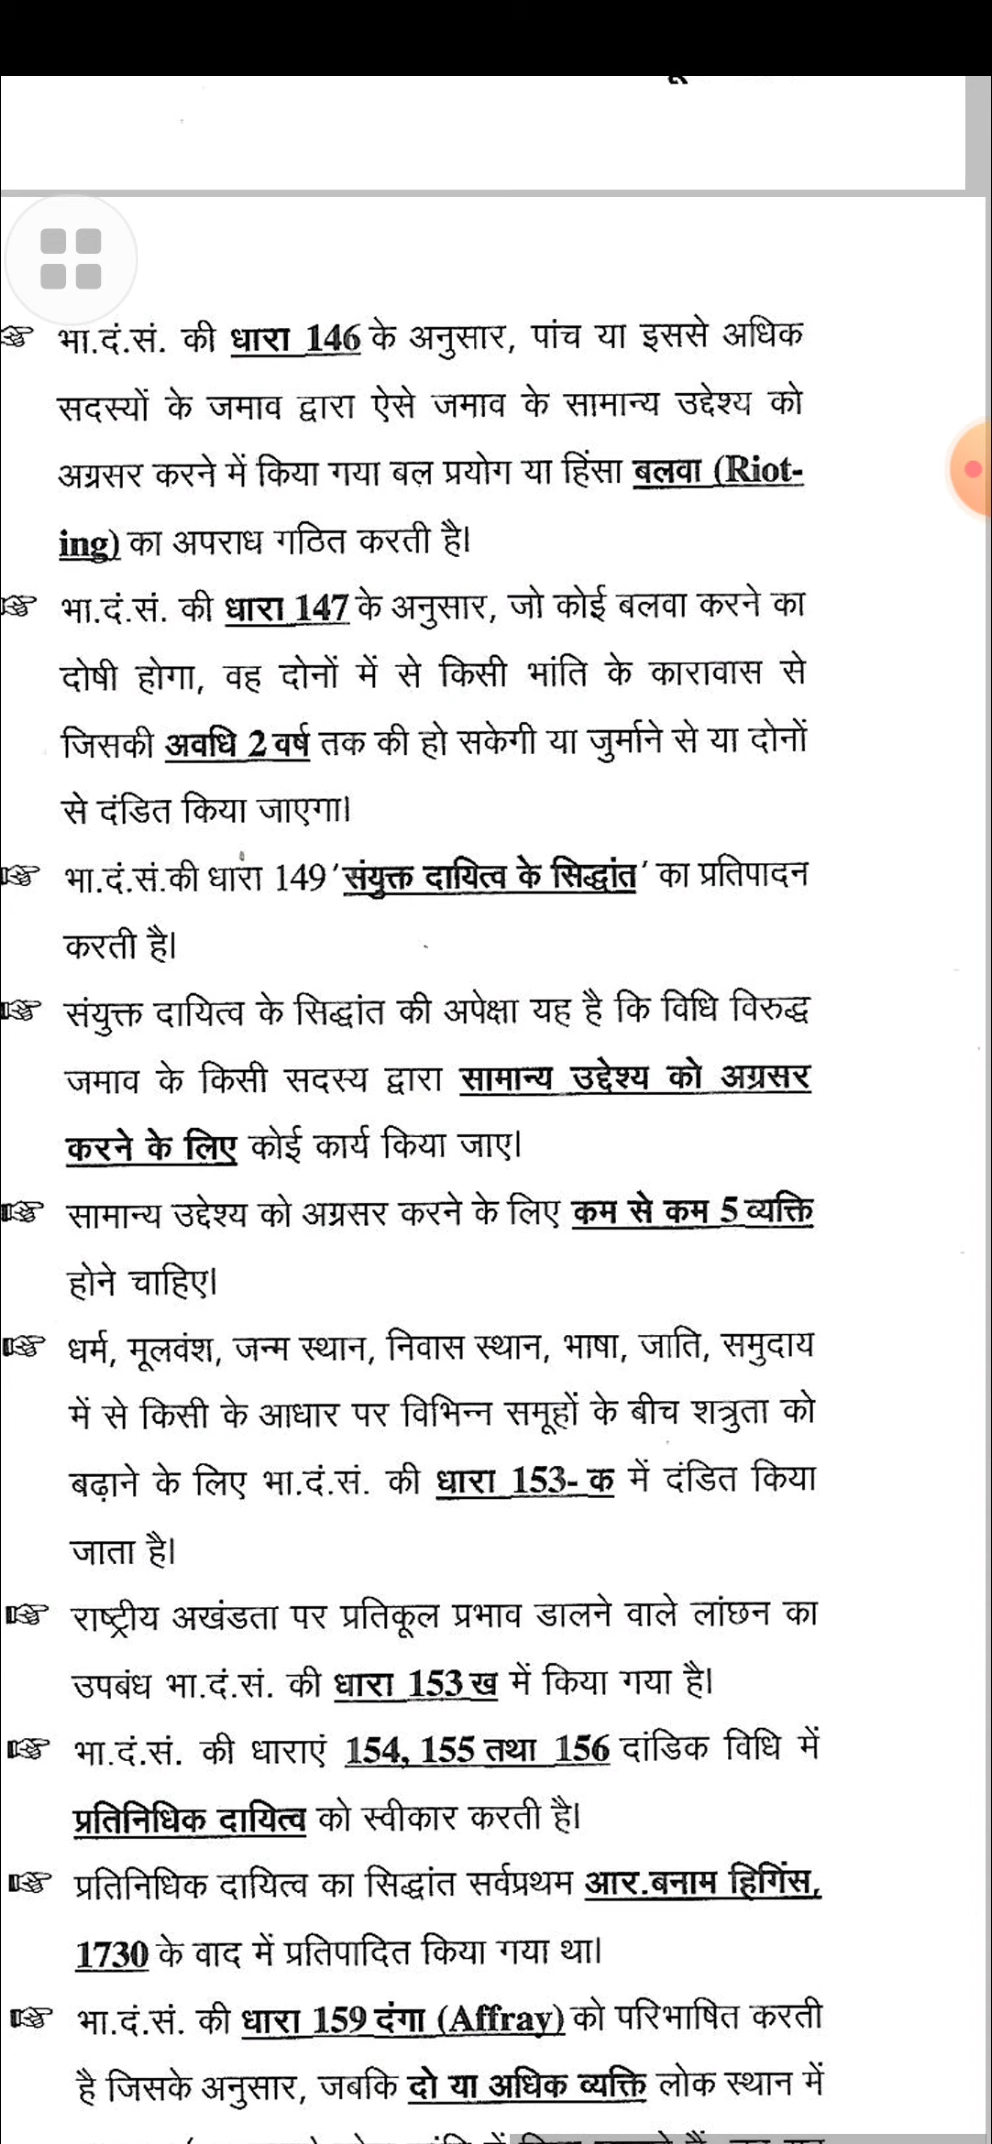 भा.दं.सं. की धारा 146 के अनुसार, पांच या इससे अधिक
सदस्यों के जमाव द्वारा ऐसे जमाव के सामान्य उद्देश्य को
अग्रसर करने में किया गया बल प्रयोग या हिंसा बलवा (Riot-
ing) का अपराध गठित करती है।
भा.दं.सं. की धारा 147 के अनुसार, जो कोई बलवा करने का
दोषी होगा, वह दोनों में से किसी भांति के कारावास से
जिसकी अवधि 2 वर्ष तक की हो सकेगी या जुर्माने से या दोनों
से दंडित किया जाएगा।
भा.दं.सं.की धारा 149 'संयुक्त दायित्व के सिद्धांत' का प्रतिपादन
करती है।
संयुक्त दायित्व के सिद्धांत की अपेक्षा यह है कि विधि विरुद्ध
जमाव के किसी सदस्य द्वारा सामान्य उद्देश्य को अग्रसर
करने के लिए कोई कार्य किया जाए।
सामान्य उद्देश्य को अग्रसर करने के लिए कम से कम 5 व्यक्ति
होने चाहिए।
धर्म, मूलवंश, जन्म स्थान, निवास स्थान, भाषा, जाति, समुदाय
में से किसी के आधार पर विभिन्न समूहों के बीच शत्रुता को
बढ़ाने के लिए भा.दं.सं. की धारा 153- क में दंडित किया
जाता है।
राष्ट्रीय अखंडता पर प्रतिकूल प्रभाव डालने वाले लांछन का
उपबंध भा.दं.सं. की धारा 153 ख में किया गया है।
भा.दं.सं. की धाराएं 154, 155 तथा 156 दांडिक विधि में
प्रतिनिधिक दायित्व को स्वीकार करती है।
प्रतिनिधिक दायित्व का सिद्धांत सर्वप्रथम आर.बनाम हिगिंस,
1730 के वाद में प्रतिपादित किया गया था।
भा.दं.सं. की धारा 159 दंगा (Affray) को परिभाषित करती
है जिसके अनुसार, जबकि दो या अधिक व्यक्ति लोक स्थान में